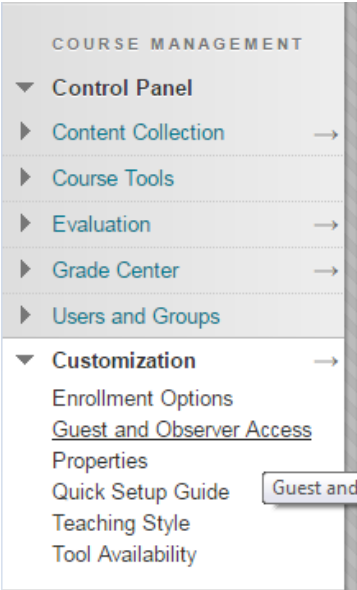 COURSE MANAGEMENT
Control Panel
Content Collection
Course Tools
Evaluation
Grade Center
Users and Groups
Customization
Enrollment Options
Guest and Observer Access
Properties
Quick Setup Guide
Guest and
Teaching Style
Tool Availability